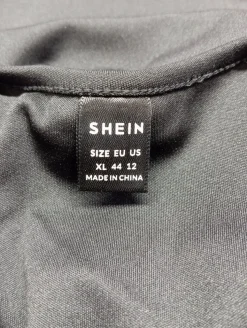 SHEIN
SIZE EU US
XL 44 12
MADE IN CHINA